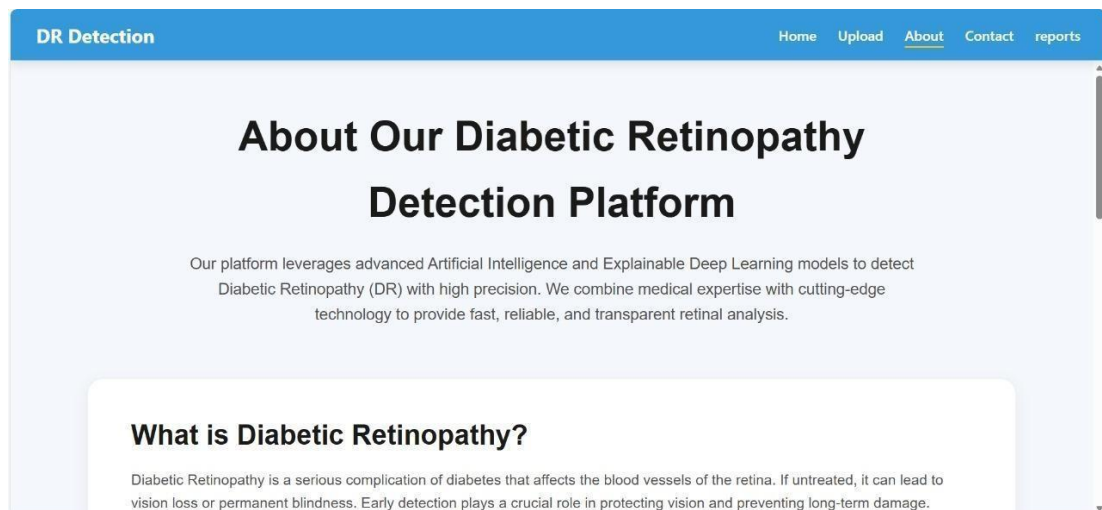 DR Detection
Home Upload About Contact reports
About Our Diabetic Retinopathy
Detection Platform
Our platform leverages advanced Artificial Intelligence and Explainable Deep Learning models to detect
Diabetic Retinopathy (DR) with high precision. We combine medical expertise with cutting-edge
technology to provide fast, reliable, and transparent retinal analysis.
What is Diabetic Retinopathy?
Diabetic Retinopathy is a serious complication of diabetes that affects the blood vessels of the retina. If untreated, it can lead to
vision loss or permanent blindness. Early detection plays a crucial role in protecting vision and preventing long-term damage.